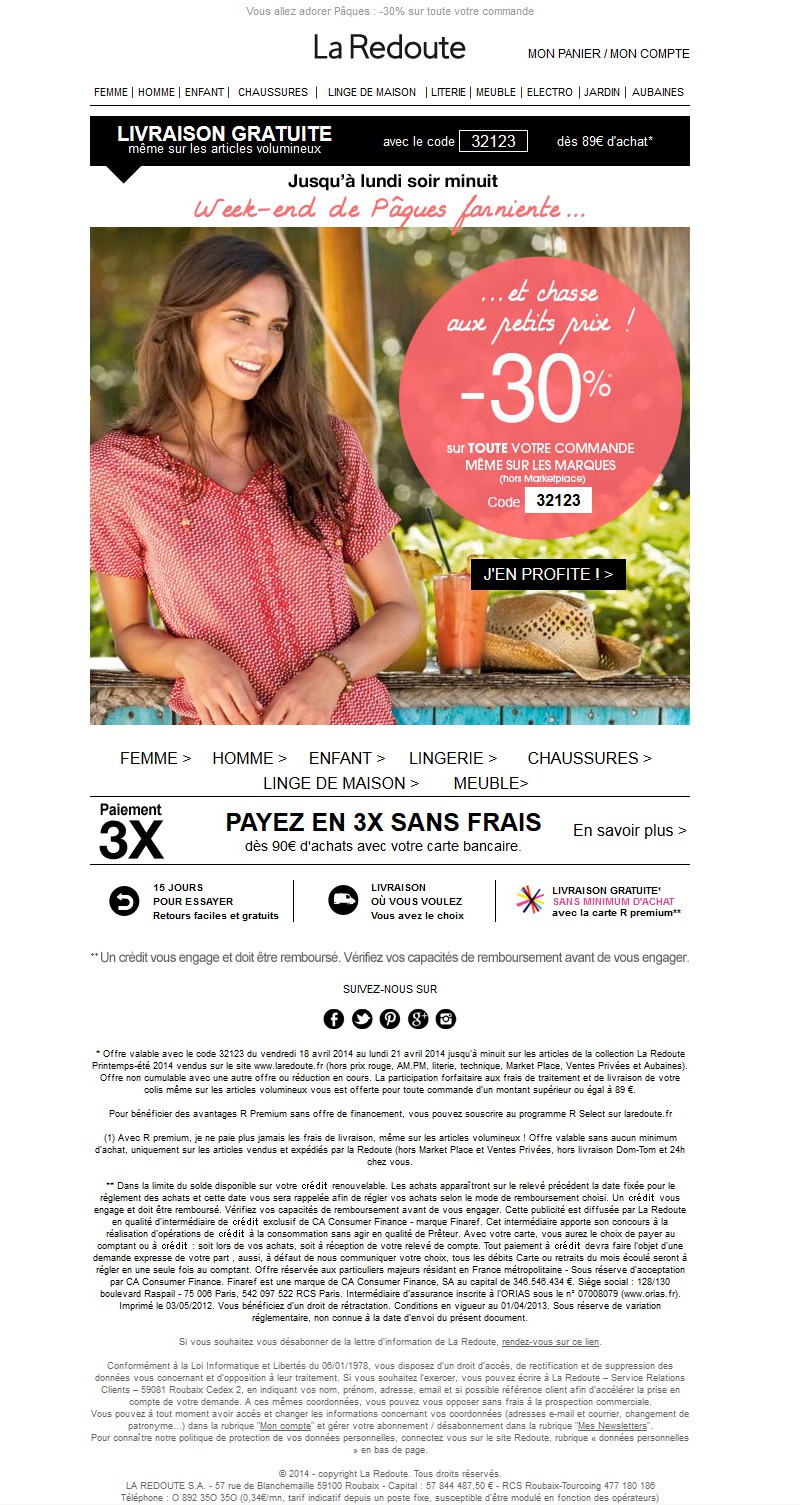 Vous allez adorer Pâques : -30% sur toute votre commande
La Redoute
MON PANIER / MON COMPTE
FEMME | HOMME | ENFANT | CHAUSSURES | LINGE DE MAISON | LITERIE | MEUBLE | ELECTRO | JARDIN | AUBAINES
LIVRAISON GRATUITE
même sur les articles volumineux
avec le code 32123 dès 89€ d'achat*
Jusqu'à lundi soir minuit
Week-end de Pâques farniente...
...et chasse
aux petits prix !
-30%*
sur TOUTE VOTRE COMMANDE
MÊME SUR LES MARQUES
(hors Marketplace)
Code 32123
J'EN PROFITE ! >
FEMME > HOMME > ENFANT > LINGERIE > CHAUSSURES >
LINGE DE MAISON > MEUBLE>
Paiement
3X
PAYEZ EN 3X SANS FRAIS
dès 90€ d'achats avec votre carte bancaire.
En savoir plus >
15 JOURS
POUR ESSAYER
Retours faciles et gratuits
LIVRAISON
OÙ VOUS VOULEZ
Vous avez le choix
LIVRAISON GRATUITE¹
SANS MINIMUM D'ACHAT
avec la carte R premium**
** Un crédit vous engage et doit être remboursé. Vérifiez vos capacités de remboursement avant de vous engager.
SUIVEZ-NOUS SUR
* Offre valable avec le code 32123 du vendredi 18 avril 2014 au lundi 21 avril 2014 jusqu'à minuit sur les articles de la collection La Redoute
Printemps-été 2014 vendus sur le site www.laredoute.fr (hors prix rouge, AM.PM, literie, technique, Market Place, Ventes Privées et Aubaines).
Offre non cumulable avec une autre offre ou réduction en cours. La participation forfaitaire aux frais de traitement et de livraison de votre
colis même sur les articles volumineux vous est offerte pour toute commande d'un montant supérieur ou égal à 89 €.
Pour bénéficier des avantages R Premium sans offre de financement, vous pouvez souscrire au programme R Select sur laredoute.fr
(1) Avec R premium, je ne paie plus jamais les frais de livraison, même sur les articles volumineux ! Offre valable sans aucun minimum
d'achat, uniquement sur les articles vendus et expédiés par la Redoute (hors Market Place et Ventes Privées, hors livraison Dom-Tom et 24h
chez vous.
** Dans la limite du solde disponible sur votre crédit renouvelable. Les achats apparaîtront sur le relevé précédent la date fixée pour le
règlement des achats et cette date vous sera rappelée afin de régler vos achats selon le mode de remboursement choisi. Un crédit vous
engage et doit être remboursé. Vérifiez vos capacités de remboursement avant de vous engager. Cette publicité est diffusée par La Redoute
en qualité d'intermédiaire de crédit exclusif de CA Consumer Finance - marque Finaref. Cet intermédiaire apporte son concours à la
réalisation d'opérations de crédit à la consommation sans agir en qualité de Prêteur. Avec votre carte, vous aurez le choix de payer au
comptant ou à crédit : soit lors de vos achats, soit à réception de votre relevé de compte. Tout paiement à crédit devra faire l'objet d'une
demande expresse de votre part , aussi, à défaut de nous communiquer votre choix, tous les débits Carte ou retraits du mois écoulé seront à
régler en une seule fois au comptant. Offre réservée aux particuliers majeurs résidant en France métropolitaine - Sous réserve d'acceptation
par CA Consumer Finance. Finaref est une marque de CA Consumer Finance, SA au capital de 346.546.434 €. Siège social : 128/130
boulevard Raspail - 75 006 Paris, 542 097 522 RCS Paris. Intermédiaire d'assurance inscrite à l'ORIAS sous le n° 07008079 (www.orias.fr).
Imprimé le 03/05/2012. Vous bénéficiez d'un droit de rétractation. Conditions en vigueur au 01/04/2013. Sous réserve de variation
réglementaire, non connue à la date d'envoi du présent document.
Si vous souhaitez vous désabonner de la lettre d'information de La Redoute, rendez-vous sur ce lien.
Conformément à la Loi Informatique et Libertés du 06/01/1978, vous disposez d'un droit d'accès, de rectification et de suppression des
données vous concernant et d'opposition à leur traitement. Si vous souhaitez l'exercer, vous pouvez écrire à La Redoute – Service Relations
Clients – 59081 Roubaix Cedex 2, en indiquant vos nom, prénom, adresse, email et si possible référence client afin d'accélérer la prise en
compte de votre demande. A ces mêmes coordonnées, vous pouvez vous opposer sans frais à la prospection commerciale.
Vous pouvez à tout moment avoir accès et changer les informations concernant vos coordonnées (adresses e-mail et courrier, changement de
patronyme...) dans la rubrique "Mon compte" et gérer votre abonnement / désabonnement dans la rubrique "Mes Newsletters".
Pour connaître notre politique de protection de vos données personnelles, connectez vous sur le site Redoute, rubrique « données personnelles
» en bas de page.
© 2014 - copyright La Redoute. Tous droits réservés.
LA REDOUTE S.A. - 57 rue de Blanchemaille 59100 Roubaix - Capital : 57 844 487,50 € - RCS Roubaix-Tourcoing 477 180 186
Téléphone : O 892 35O 35O (0,34€/mn, tarif indicatif depuis un poste fixe, susceptible d'être modulé en fonction des opérateurs)